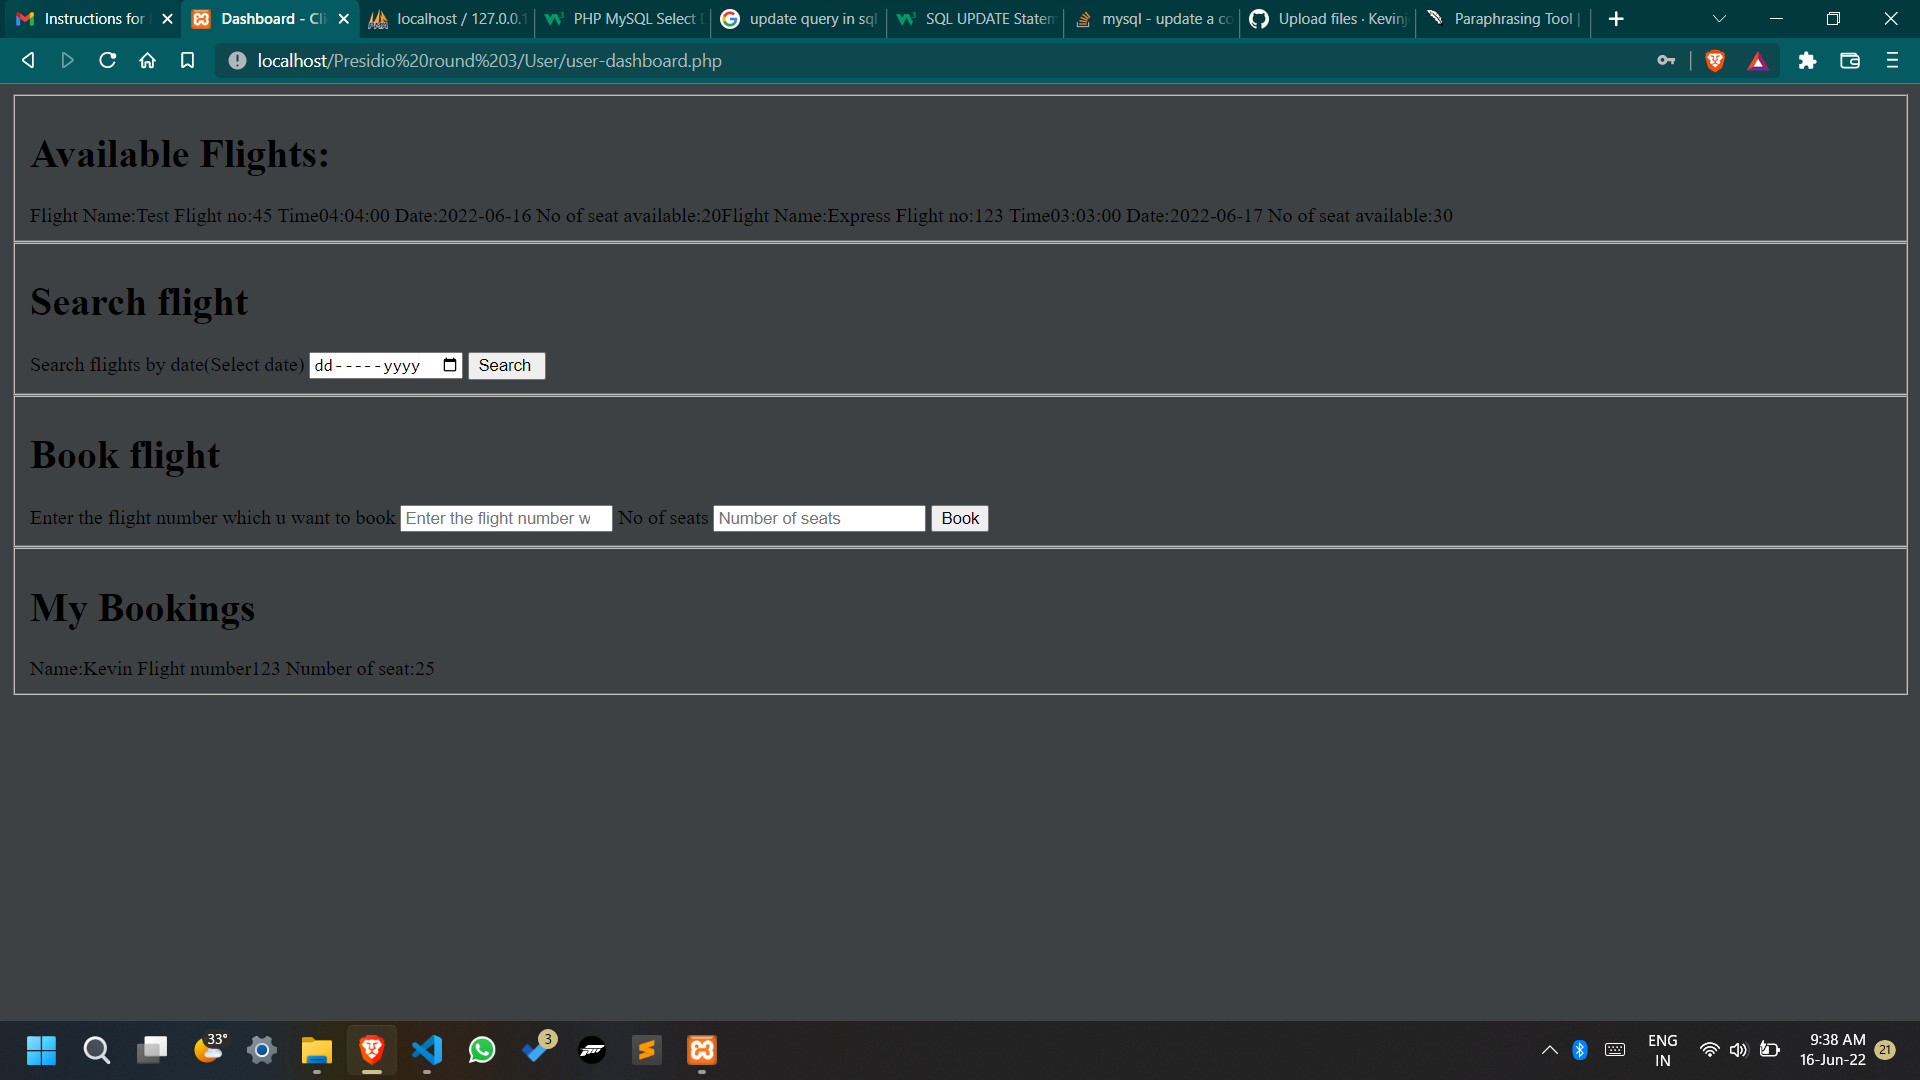 Instructions for
Dashboard - Cli
localhost / 127.0.0.1
PHP MySQL Select
update query in sql
SQL UPDATE Statem
mysql - update a co
Upload files · Kevinj
Paraphrasing Tool |
localhost/Presidio%20round%203/User/user-dashboard.php
Available Flights:
Flight Name:Test Flight no:45 Time04:04:00 Date:2022-06-16 No of seat available:20Flight Name:Express Flight no:123 Time03:03:00 Date:2022-06-17 No of seat available:30
Search flight
Search flights by date(Select date) dd-----yyyy Search
Book flight
Enter the flight number which u want to book Enter the flight number w No of seats Number of seats Book
My Bookings
Name:Kevin Flight number123 Number of seat:25
33°
3
ENG
IN
9:38 AM
16-Jun-22
21